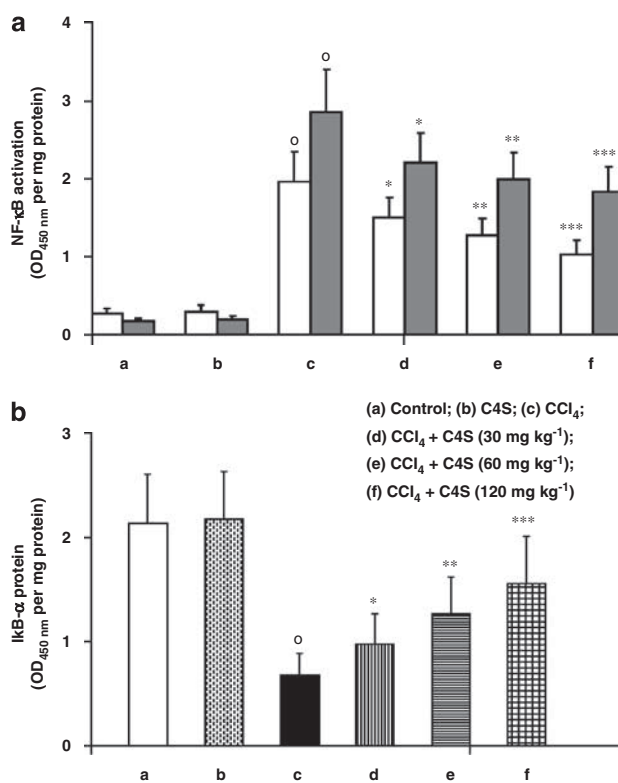 a
NF-κB activation
(OD450 nm per mg protein)
4
3
2
1
0
o
o
*
*
**
**
***
***
a b c d e f
b
(a) Control; (b) C4S; (c) CCl4;
(d) CCl4 + C4S (30 mg kg-1);
(e) CCl4 + C4S (60 mg kg-1);
(f) CCl4 + C4S (120 mg kg-1)
IkB-α protein
(OD450 nm per mg protein)
3
2
1
0
o
*
**
***
a b c d e f